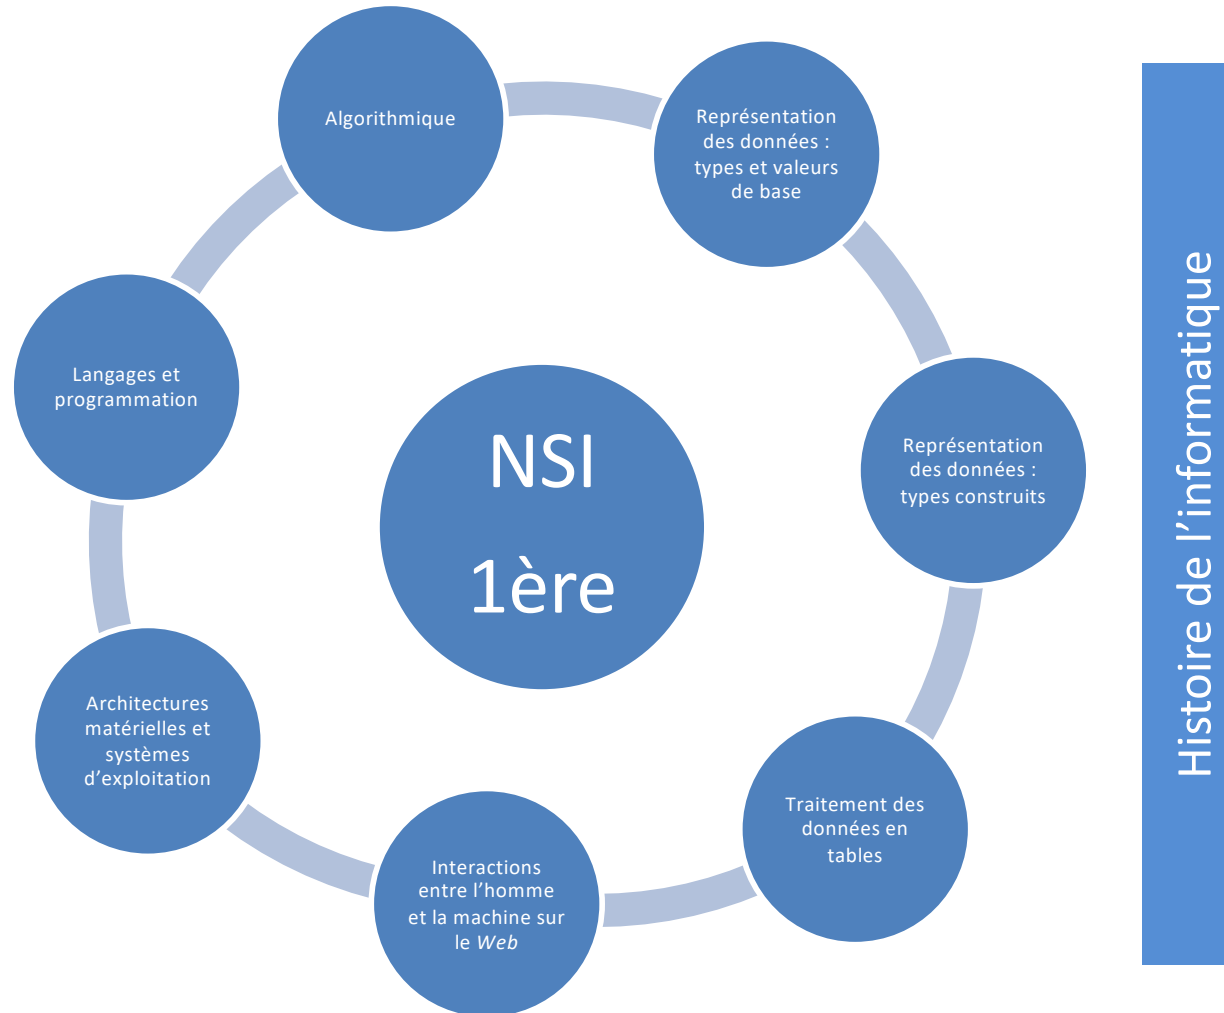 Algorithmique
Représentation
des données :
types et valeurs
de base
Représentation
des données :
types construits
Traitement des
données en
tables
Interactions
entre l’homme
et la machine sur
le Web
Architectures
matérielles et
systèmes
d’exploitation
Langages et
programmation
NSI
1ère
Histoire de l’informatique